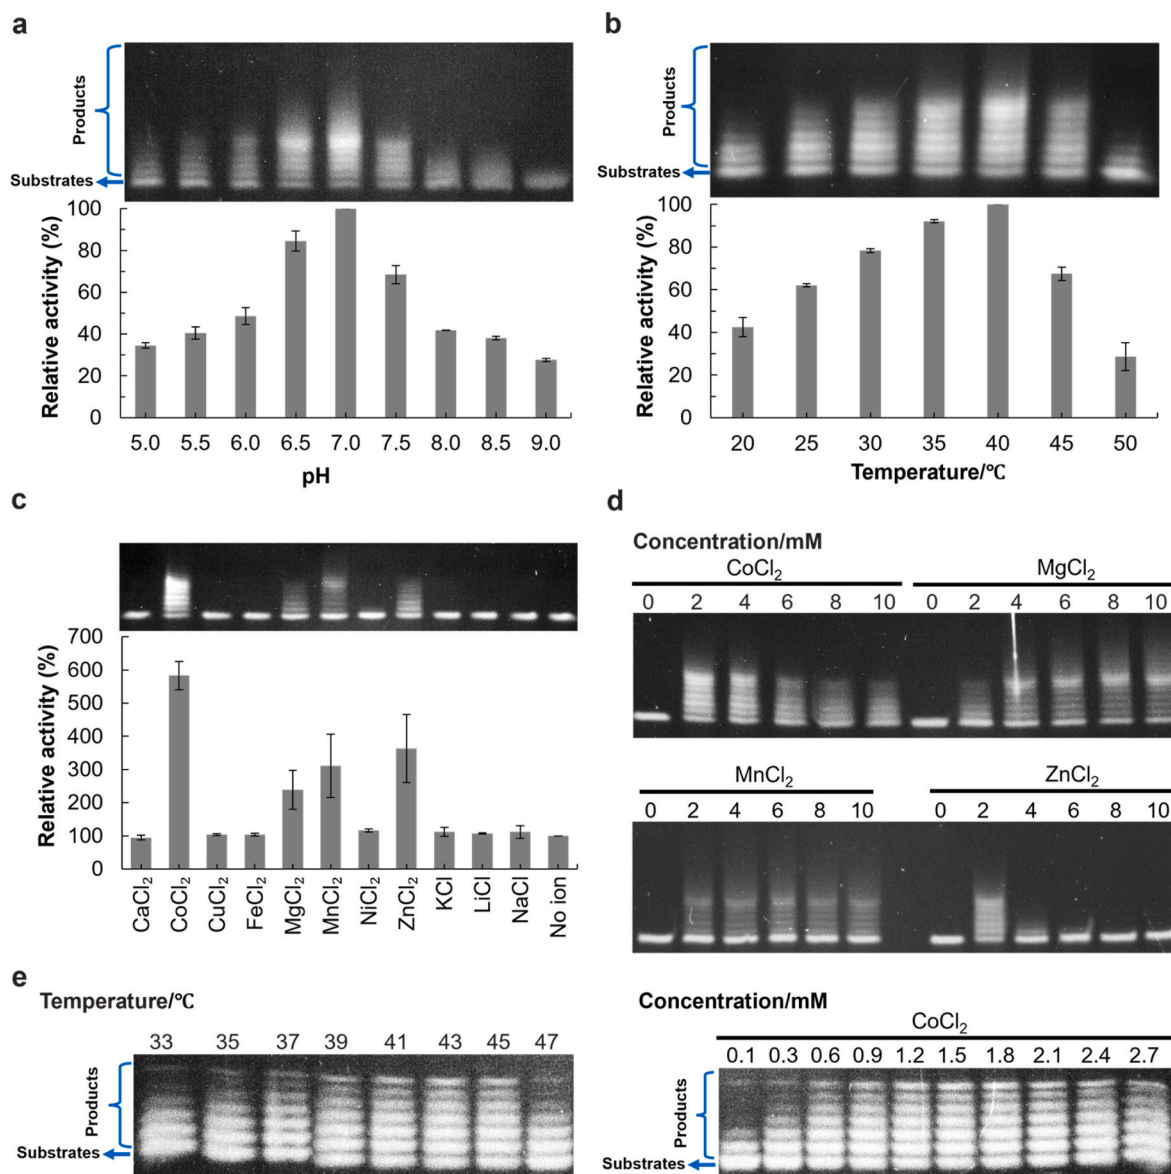 a
Products
Substrates
Relative activity (%)
100
80
60
40
20
0
5.0 5.5 6.0 6.5 7.0 7.5 8.0 8.5 9.0
pH
b
Products
Substrates
Relative activity (%)
100
80
60
40
20
0
20 25 30 35 40 45 50
Temperature/℃
c
Relative activity (%)
700
600
500
400
300
200
100
0
CaCl₂ CoCl₂ CuCl₂ FeCl₂ MgCl₂ MnCl₂ NiCl₂ ZnCl₂ KCl LiCl NaCl No ion
d
Concentration/mM
CoCl₂ MgCl₂
0 2 4 6 8 10 0 2 4 6 8 10
MnCl₂ ZnCl₂
0 2 4 6 8 10 0 2 4 6 8 10
e
Temperature/℃
33 35 37 39 41 43 45 47
Products
Substrates
Concentration/mM
CoCl₂
0.1 0.3 0.6 0.9 1.2 1.5 1.8 2.1 2.4 2.7
Products
Substrates